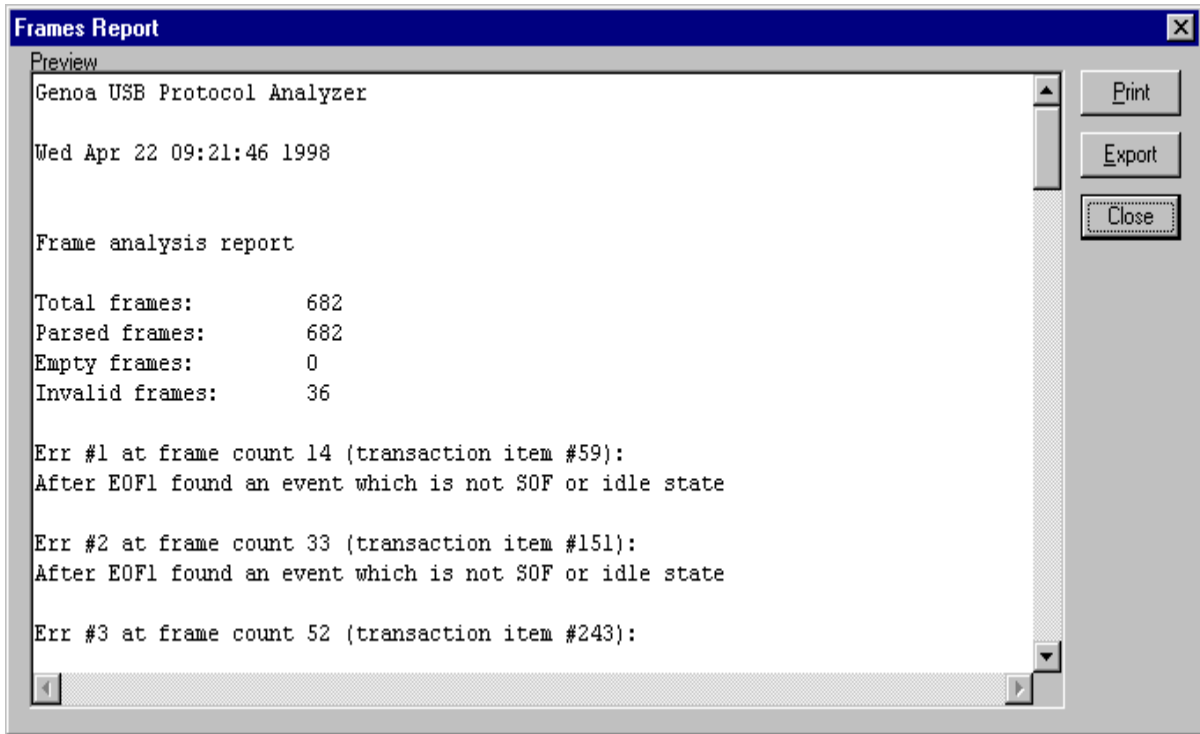 Frames Report
Preview
Genoa USB Protocol Analyzer
Wed Apr 22 09:21:46 1998
Frame analysis report
Total frames: 682
Parsed frames: 682
Empty frames: 0
Invalid frames: 36
Err #1 at frame count 14 (transaction item #59):
After EOF1 found an event which is not SOF or idle state
Err #2 at frame count 33 (transaction item #151):
After EOF1 found an event which is not SOF or idle state
Err #3 at frame count 52 (transaction item #243):
Print
Export
Close